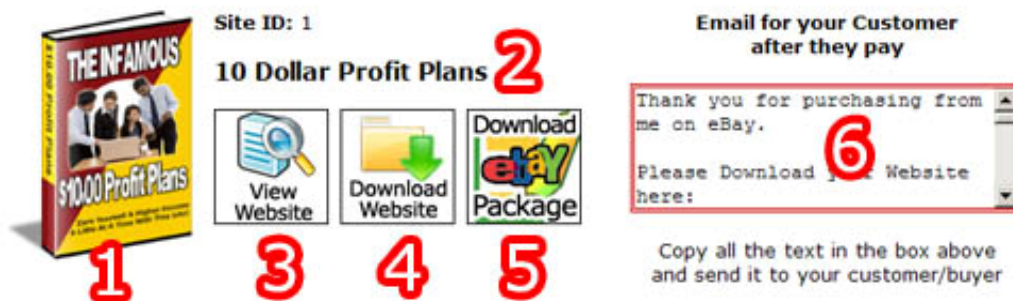 THE INFAMOUS
$10.00 Profit Plans
$10.00 Profit Plans
1
Site ID: 1
10 Dollar Profit Plans 2
View
Website
3
Download
Website
4
Download
ebay
Package
5
Email for your Customer
after they pay
Thank you for purchasing from
me on eBay.
Please Download your Website
here:
6
Copy all the text in the box above
and send it to your customer/buyer